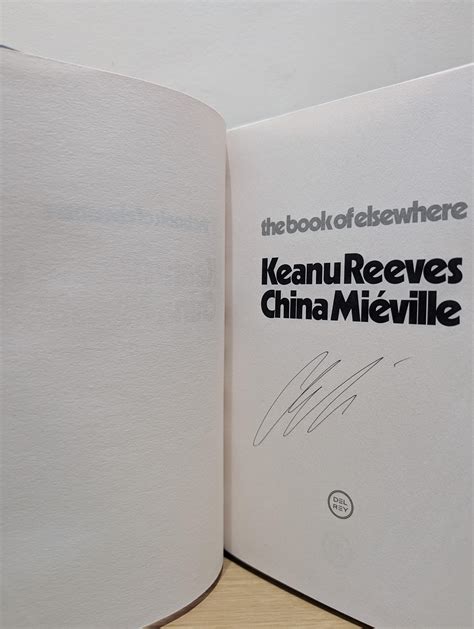 the book of elsewhere
Keanu Reeves
China Miéville
DEL
REY